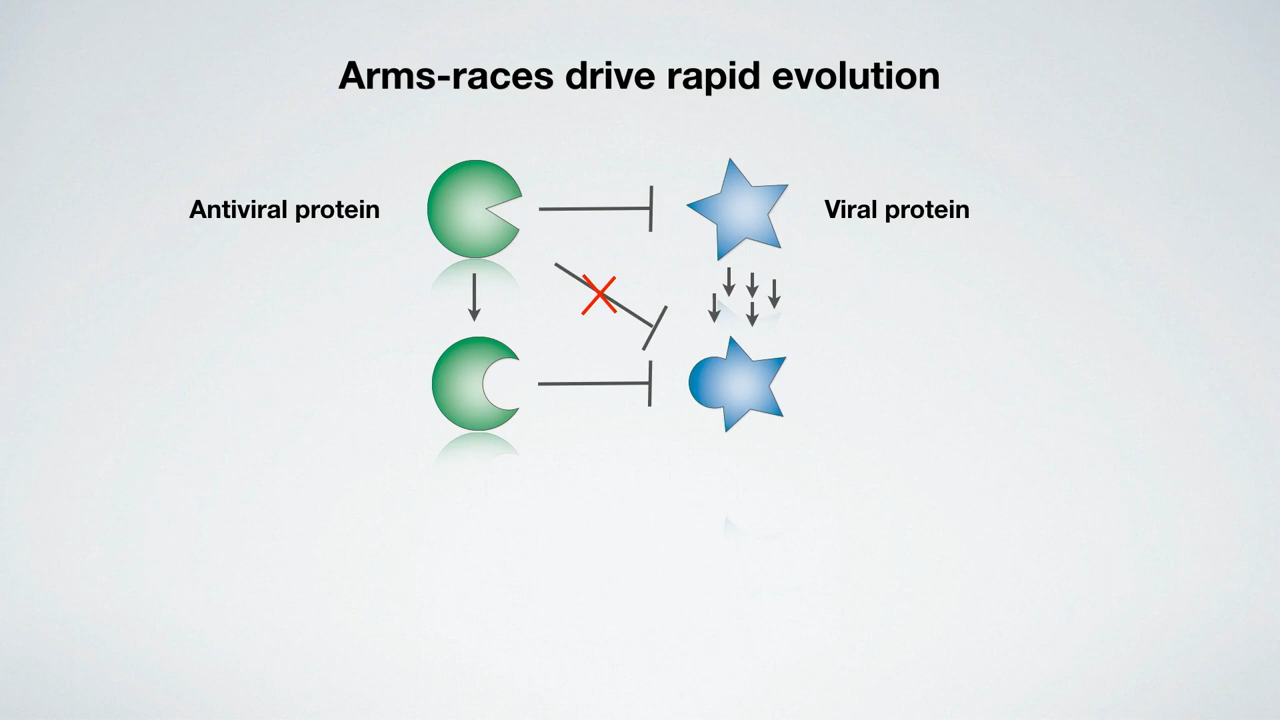 Arms-races drive rapid evolution
Antiviral protein
Viral protein